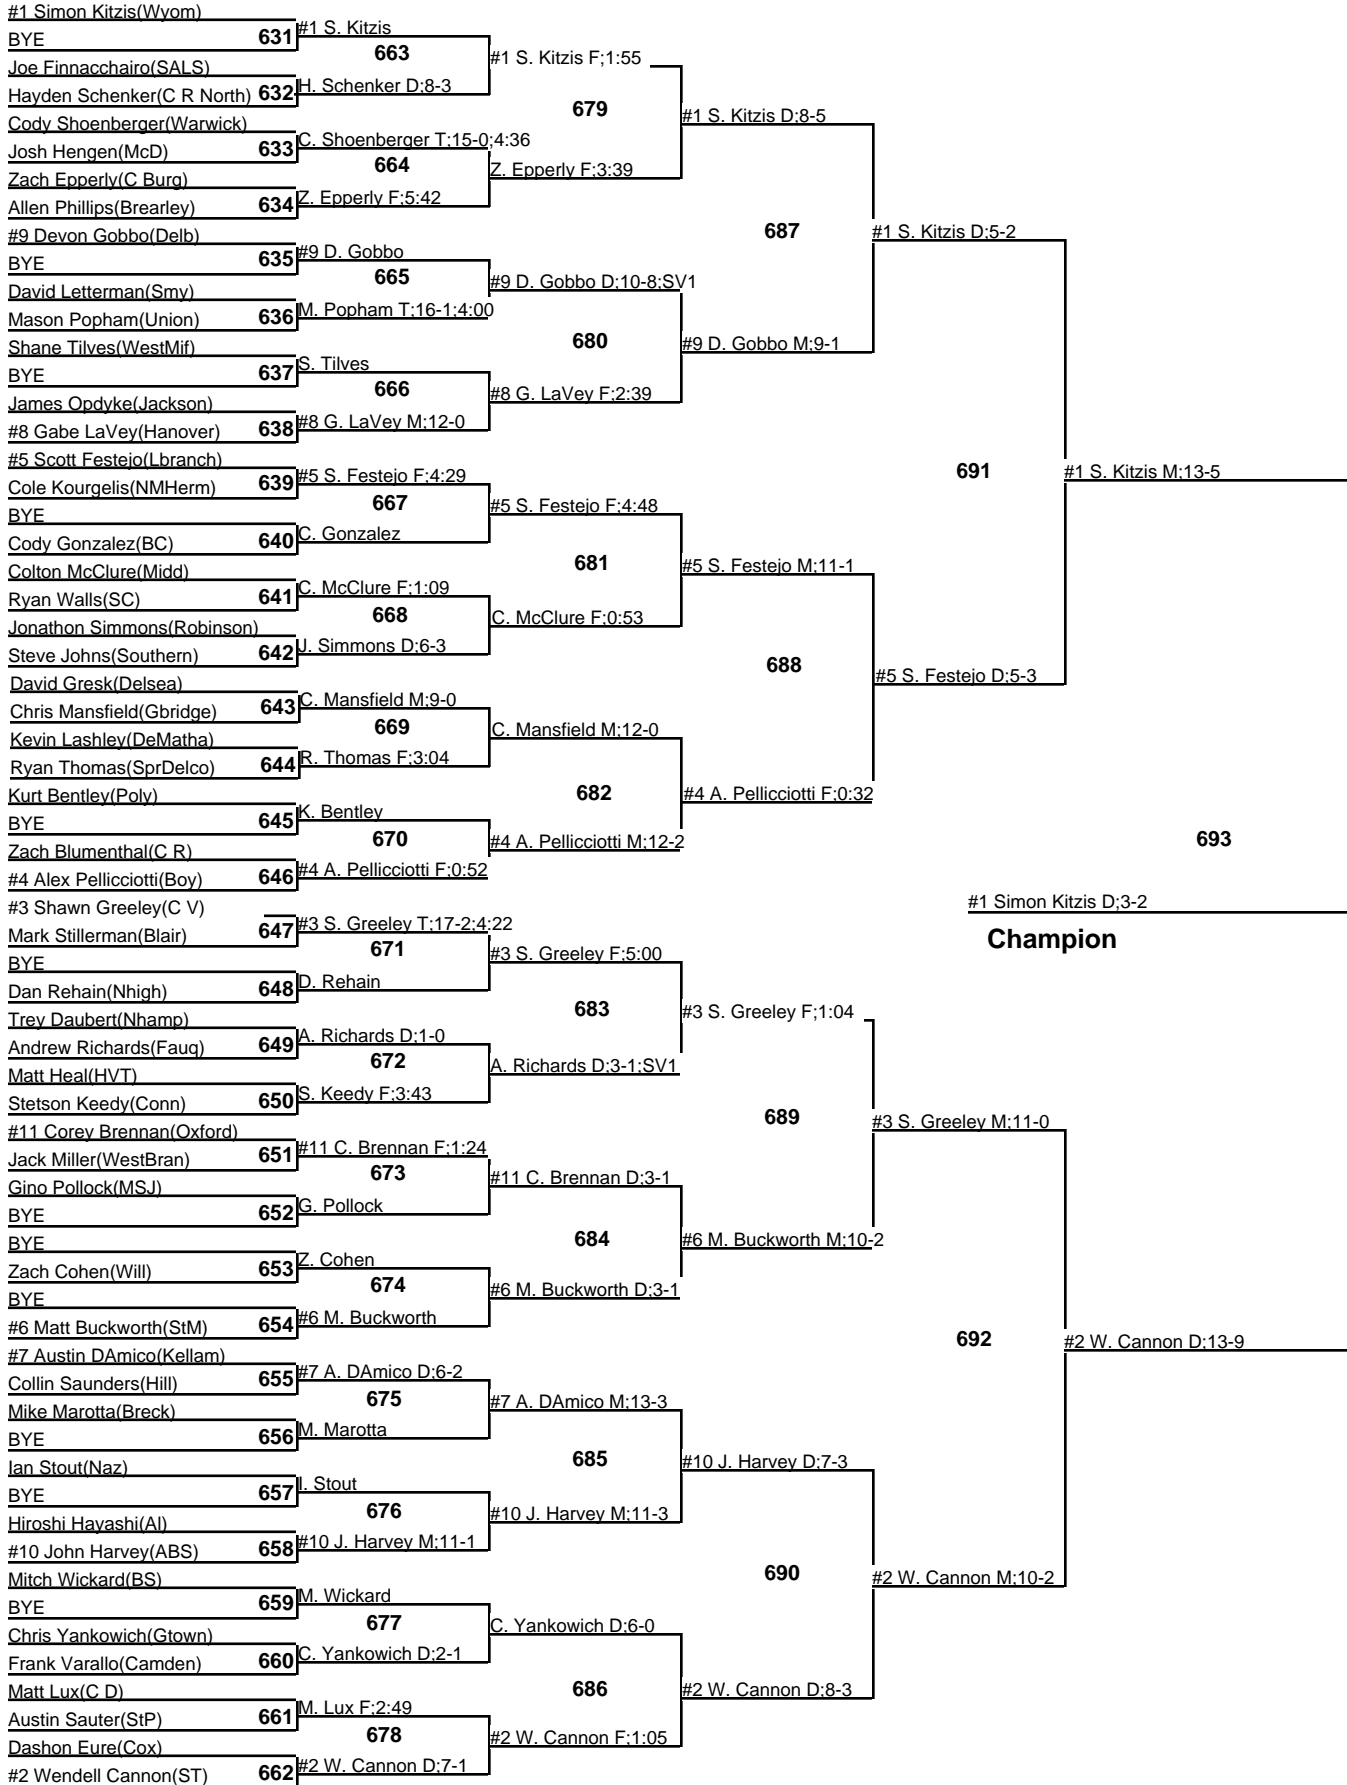 #1 Simon Kitzis(Wyom)
BYE
631
Joe Finnacchairo(SALS)
Hayden Schenker(C R North)
632
Cody Shoenberger(Warwick)
Josh Hengen(McD)
633
Zach Epperly(C Burg)
Allen Phillips(Brearley)
634
#9 Devon Gobbo(Delb)
BYE
635
David Letterman(Smy)
Mason Popham(Union)
636
Shane Tilves(WestMif)
BYE
637
James Opdyke(Jackson)
#8 Gabe LaVey(Hanover)
638
#5 Scott Festejo(Lbranch)
Cole Kourgelis(NMHerm)
639
BYE
Cody Gonzalez(BC)
640
Colton McClure(Midd)
Ryan Walls(SC)
641
Jonathon Simmons(Robinson)
Steve Johns(Southern)
642
David Gresk(Delsea)
Chris Mansfield(Gbridge)
643
Kevin Lashley(DeMatha)
Ryan Thomas(SprDelco)
644
Kurt Bentley(Poly)
BYE
645
Zach Blumenthal(C R)
#4 Alex Pellicciotti(Boy)
646
#3 Shawn Greeley(C V)
Mark Stillerman(Blair)
647
BYE
Dan Rehain(Nhigh)
648
Trey Daubert(Nhamp)
Andrew Richards(Fauq)
649
Matt Heal(HVT)
Stetson Keedy(Conn)
650
#11 Corey Brennan(Oxford)
Jack Miller(WestBran)
651
Gino Pollock(MSJ)
BYE
652
BYE
Zach Cohen(Will)
653
BYE
#6 Matt Buckworth(StM)
654
#7 Austin DAmico(Kellam)
Collin Saunders(Hill)
655
Mike Marotta(Breck)
BYE
656
Ian Stout(Naz)
BYE
657
Hiroshi Hayashi(Al)
#10 John Harvey(ABS)
658
Mitch Wickard(BS)
BYE
659
Chris Yankowich(Gtown)
Frank Varallo(Camden)
660
Matt Lux(C D)
Austin Sauter(StP)
661
Dashon Eure(Cox)
#2 Wendell Cannon(ST)
662
#1 S. Kitzis
663
H. Schenker D;8-3
C. Shoenberger T;15-0;4:36
664
Z. Epperly F;5:42
#9 D. Gobbo
665
M. Popham T;16-1;4:00
S. Tilves
666
#8 G. LaVey M;12-0
#5 S. Festejo F;4:29
667
C. Gonzalez
C. McClure F;1:09
668
J. Simmons D;6-3
C. Mansfield M;9-0
669
R. Thomas F;3:04
K. Bentley
670
#4 A. Pellicciotti F;0:52
#3 S. Greeley T;17-2;4:22
671
D. Rehain
A. Richards D;1-0
672
S. Keedy F;3:43
#11 C. Brennan F;1:24
673
G. Pollock
Z. Cohen
674
#6 M. Buckworth
#7 A. DAmico D;6-2
675
M. Marotta
I. Stout
676
#10 J. Harvey M;11-1
M. Wickard
677
C. Yankowich D;2-1
M. Lux F;2:49
678
#2 W. Cannon D;7-1
#1 S. Kitzis F;1:55
679
Z. Epperly F;3:39
#9 D. Gobbo D;10-8;SV1
680
#8 G. LaVey F;2:39
#5 S. Festejo F;4:48
681
C. McClure F;0:53
C. Mansfield M;12-0
682
#4 A. Pellicciotti M;12-2
#3 S. Greeley F;5:00
683
A. Richards D;3-1;SV1
#11 C. Brennan D;3-1
684
#6 M. Buckworth D;3-1
#7 A. DAmico M;13-3
685
#10 J. Harvey M;11-3
C. Yankowich D;6-0
686
#2 W. Cannon F;1:05
#1 S. Kitzis D;8-5
687
#9 D. Gobbo M;9-1
#5 S. Festejo M;11-1
688
#4 A. Pellicciotti F;0:32
#3 S. Greeley F;1:04
689
#6 M. Buckworth M;10-2
#10 J. Harvey D;7-3
690
#2 W. Cannon D;8-3
#1 S. Kitzis D;5-2
691
#5 S. Festejo D;5-3
#3 S. Greeley M;11-0
692
#2 W. Cannon M;10-2
#1 S. Kitzis M;13-5
693
#2 W. Cannon D;13-9
#1 Simon Kitzis D;3-2
Champion